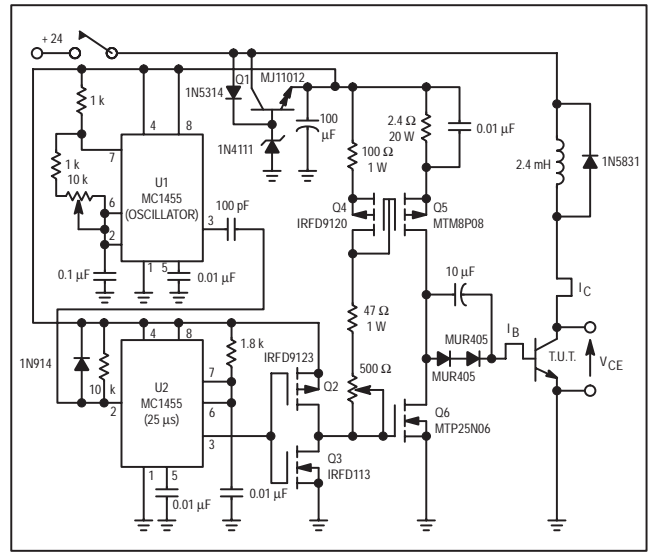 + 24
1 k
1N5314
Q1
MJ11012
100
µF
1N4111
100 Ω
1 W
2.4 Ω
20 W
0.01 µF
2.4 mH
1N5831
4
8
7
1 k
10 k
U1
MC1455
(OSCILLATOR)
6
2
3
100 pF
0.1 µF
1
5
0.01 µF
Q4
IRFD9120
Q5
MTM8P08
10 µF
IC
47 Ω
1 W
IB
MUR405
MUR405
T.U.T.
VCE
1N914
10 k
4
8
1.8 k
U2
MC1455
(25 µs)
7
6
2
3
IRFD9123
Q2
500 Ω
Q6
MTP25N06
Q3
IRFD113
1
5
0.01 µF
0.01 µF